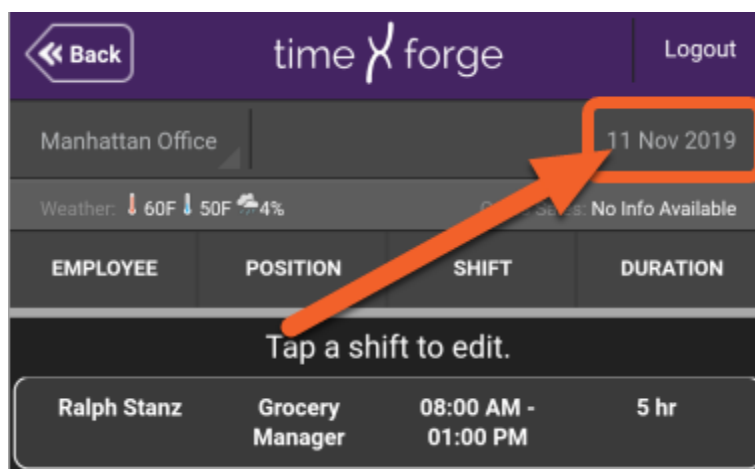 Back
time forge
Logout
Manhattan Office
11 Nov 2019
Weather: 60F 50F 4%
No Info Available
EMPLOYEE POSITION SHIFT DURATION
Tap a shift to edit.
Ralph Stanz Grocery 08:00 AM - 5 hr
Manager 01:00 PM